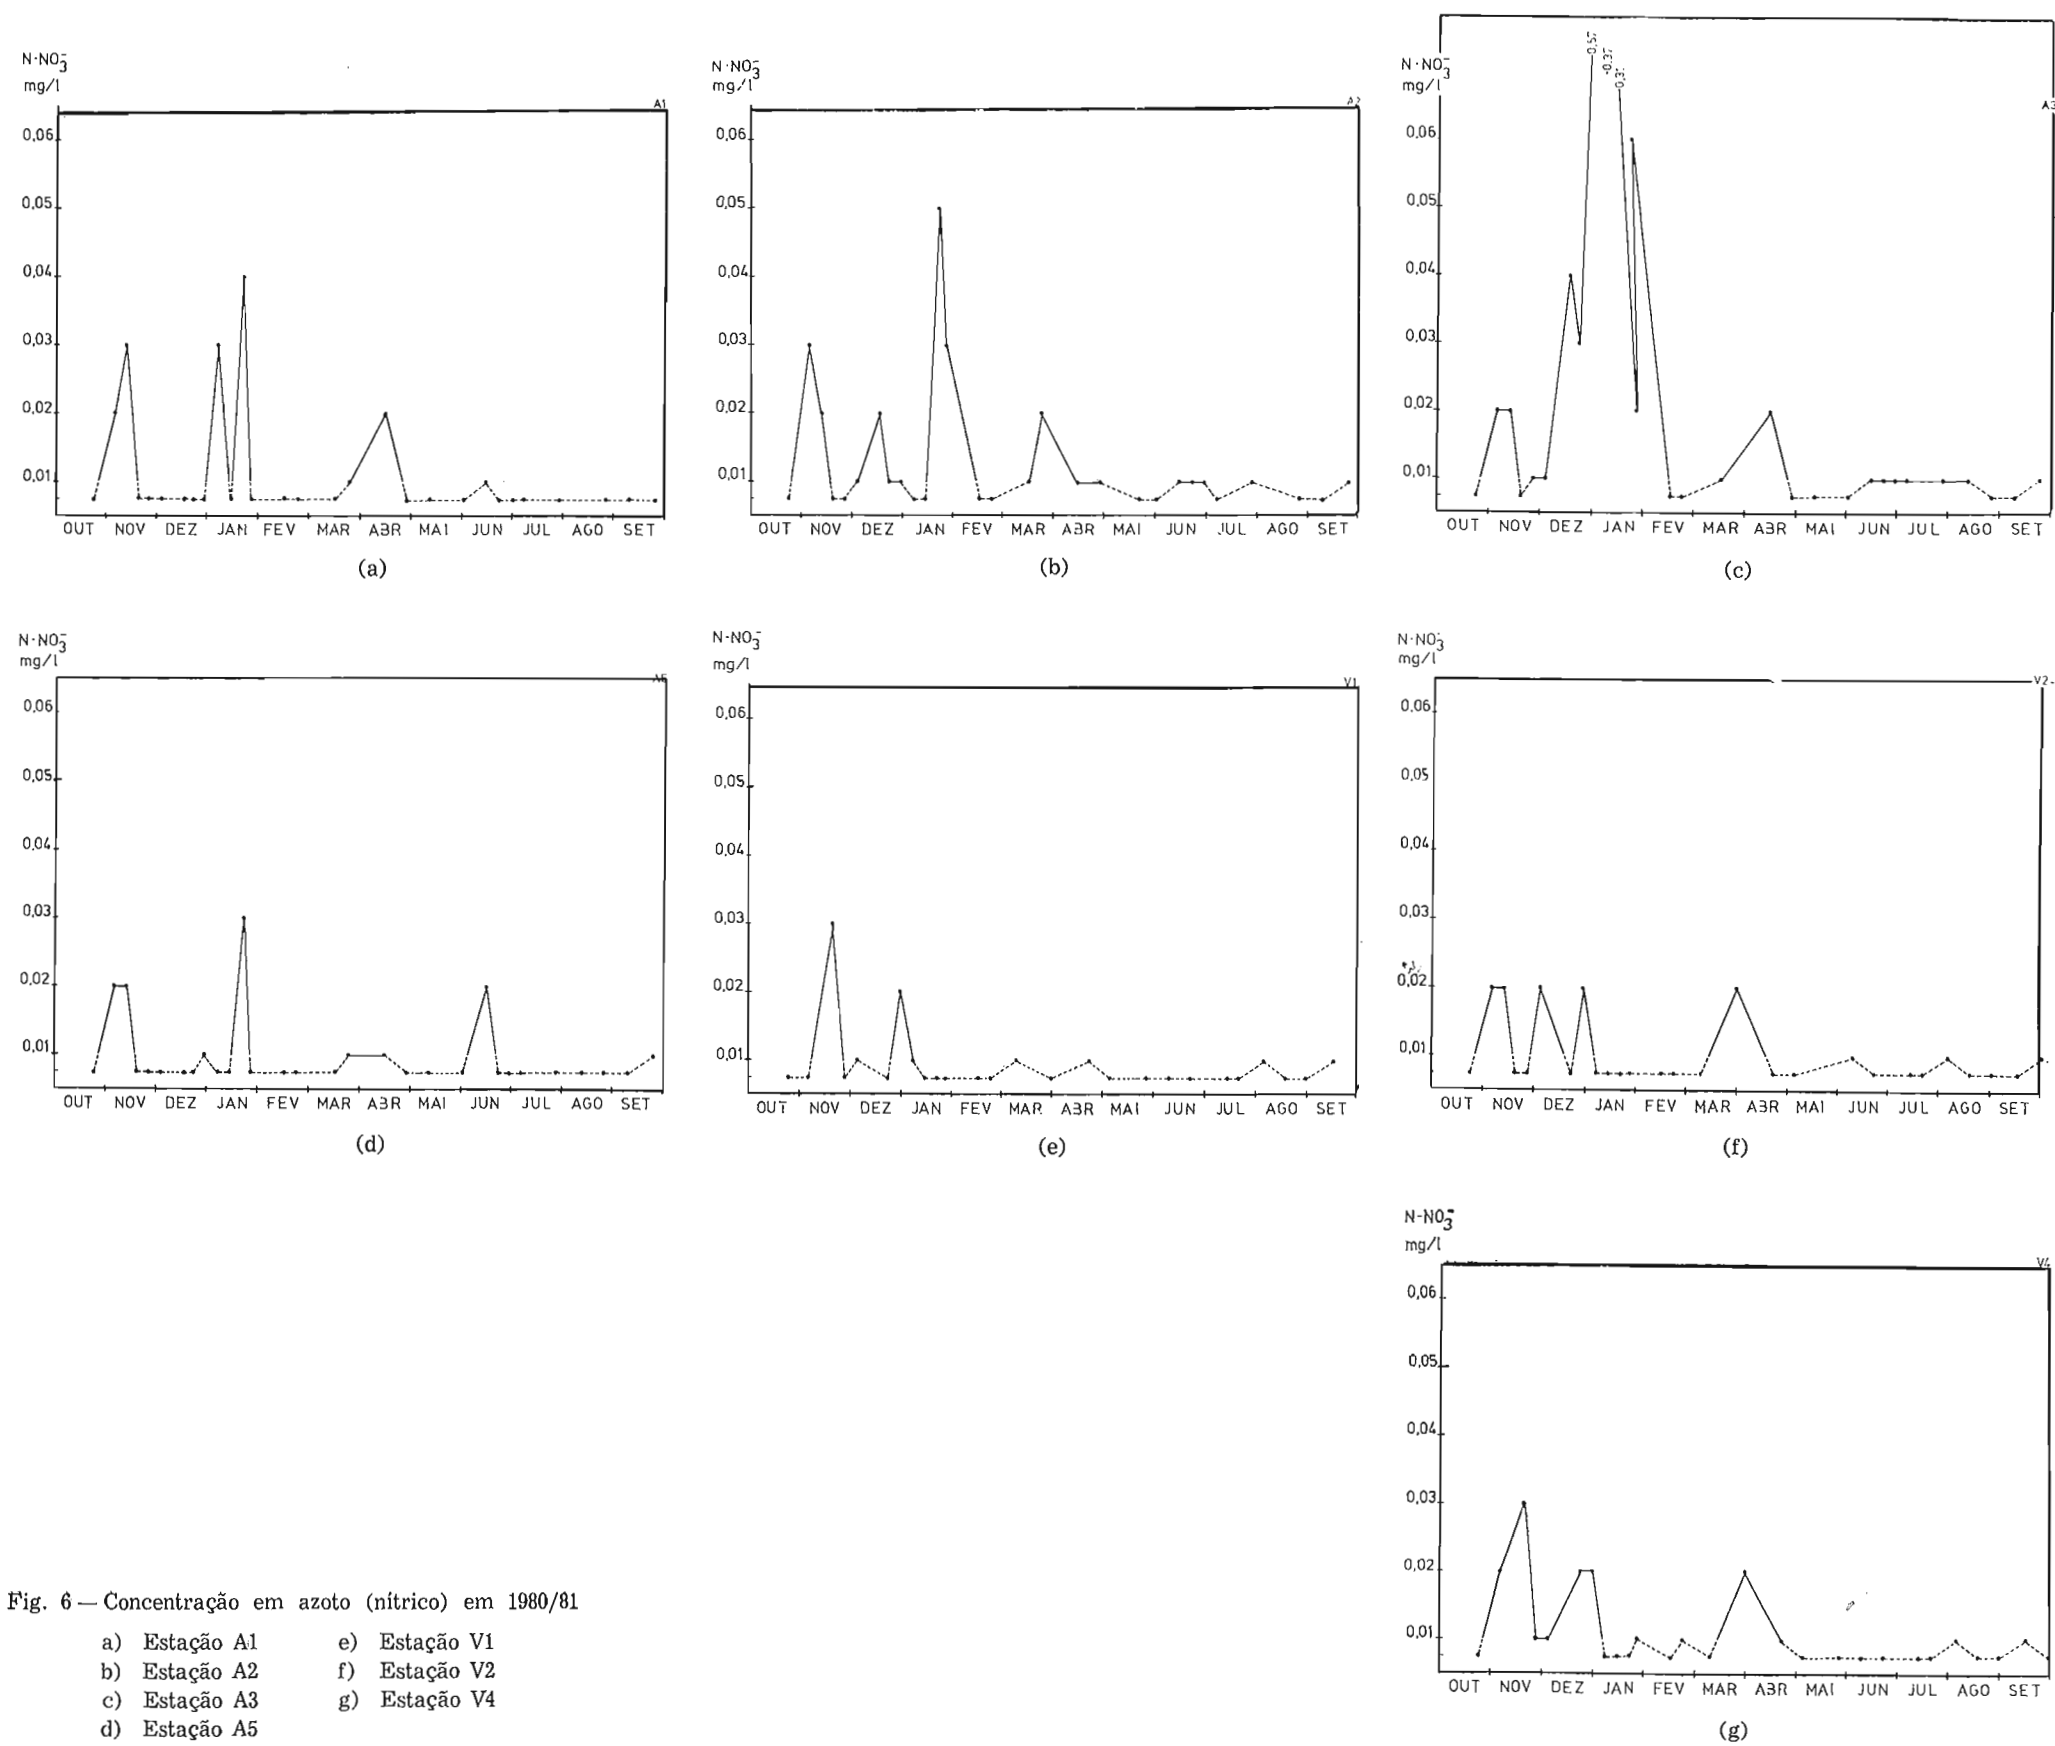 N·NO₃⁻
mg/l
A1
0,06
0,05
0,04
0,03
0,02
0,01
OUT NOV DEZ JAN FEV MAR ABR MAI JUN JUL AGO SET
(a)
N·NO₃⁻
mg/l
A2
0,06
0,05
0,04
0,03
0,02
0,01
OUT NOV DEZ JAN FEV MAR ABR MAI JUN JUL AGO SET
(b)
0,57
0,37
0,31
N·NO₃⁻
mg/l
A3
0,06
0,05
0,04
0,03
0,02
0,01
OUT NOV DEZ JAN FEV MAR ABR MAI JUN JUL AGO SET
(c)
N·NO₃⁻
mg/l
A5
0,06
0,05
0,04
0,03
0,02
0,01
OUT NOV DEZ JAN FEV MAR ABR MAI JUN JUL AGO SET
(d)
N-NO₃⁻
mg/l
V1
0,06
0,05
0,04
0,03
0,02
0,01
OUT NOV DEZ JAN FEV MAR ABR MAI JUN JUL AGO SET
(e)
N·NO₃⁻
mg/l
V2
0,06
0,05
0,04
0,03
0,02
0,01
OUT NOV DEZ JAN FEV MAR ABR MAI JUN JUL AGO SET
(f)
N-NO₃⁻
mg/l
V4
0,06
0,05
0,04
0,03
0,02
0,01
OUT NOV DEZ JAN FEV MAR ABR MAI JUN JUL AGO SET
(g)
Fig. 6 — Concentração em azoto (nítrico) em 1980/81
a) Estação A1
b) Estação A2
c) Estação A3
d) Estação A5
e) Estação V1
f) Estação V2
g) Estação V4